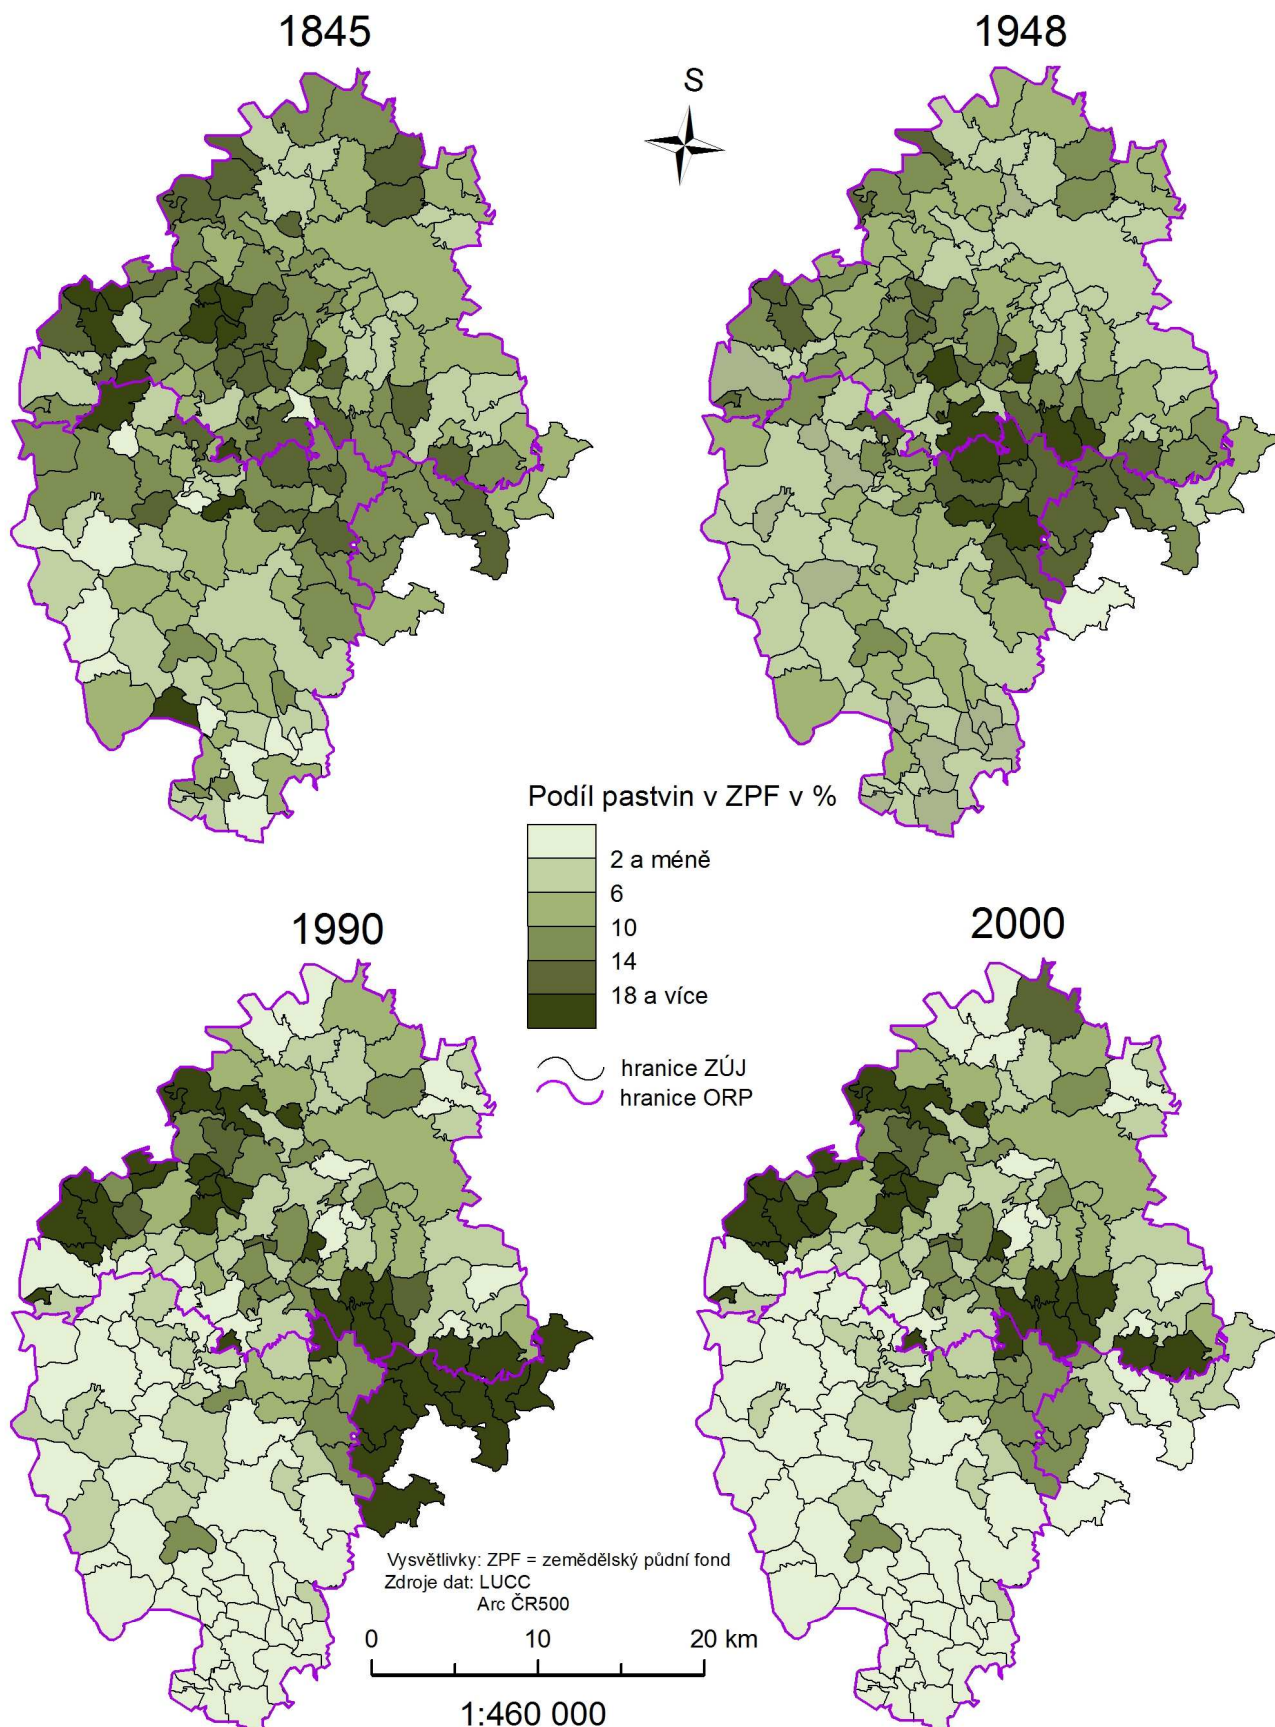 1845
1948
S
Podíl pastvin v ZPF v %
2 a méně
6
10
14
18 a více
hranice ZÚJ
hranice ORP
1990
2000
Vysvětlivky: ZPF = zemědělský půdní fond
Zdroje dat: LUCC
Arc ČR500
0 10 20 km
1:460 000